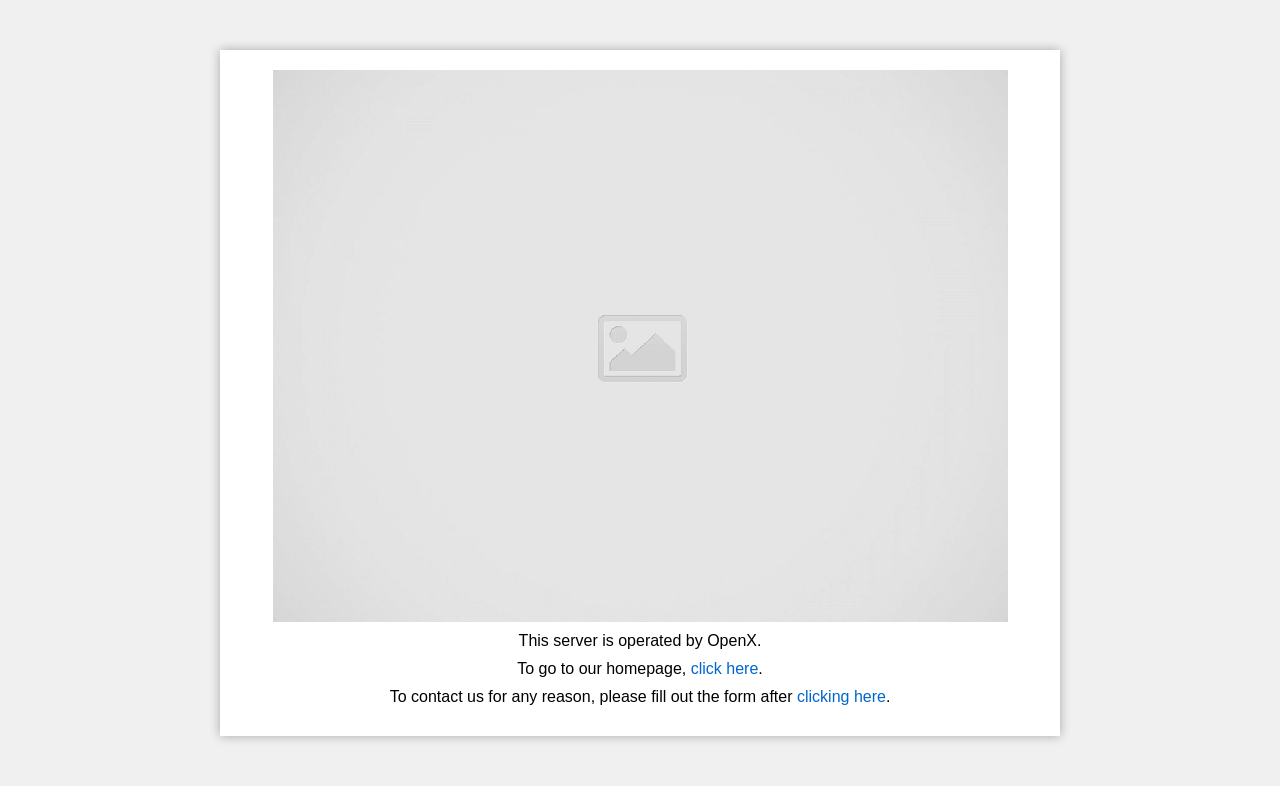 This server is operated by OpenX.
To go to our homepage, click here.
To contact us for any reason, please fill out the form after clicking here.